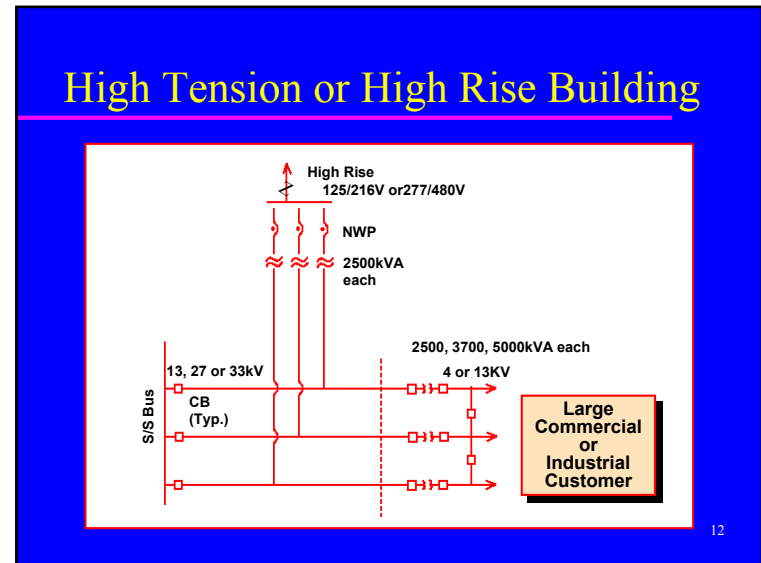 High Tension or High Rise Building
High Rise
125/216V or277/480V
NWP
2500kVA
each
2500, 3700, 5000kVA each
13, 27 or 33kV
4 or 13KV
CB
(Typ.)
S/S Bus
Large
Commercial
or
Industrial
Customer
12